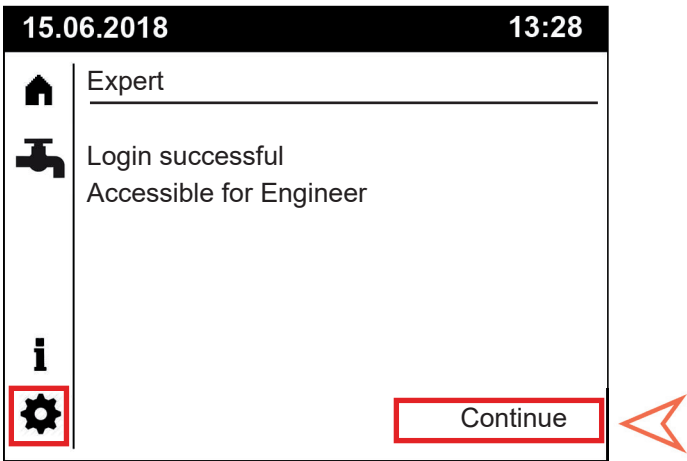 15.06.2018 13:28
Expert
Login successful
Accessible for Engineer
Continue